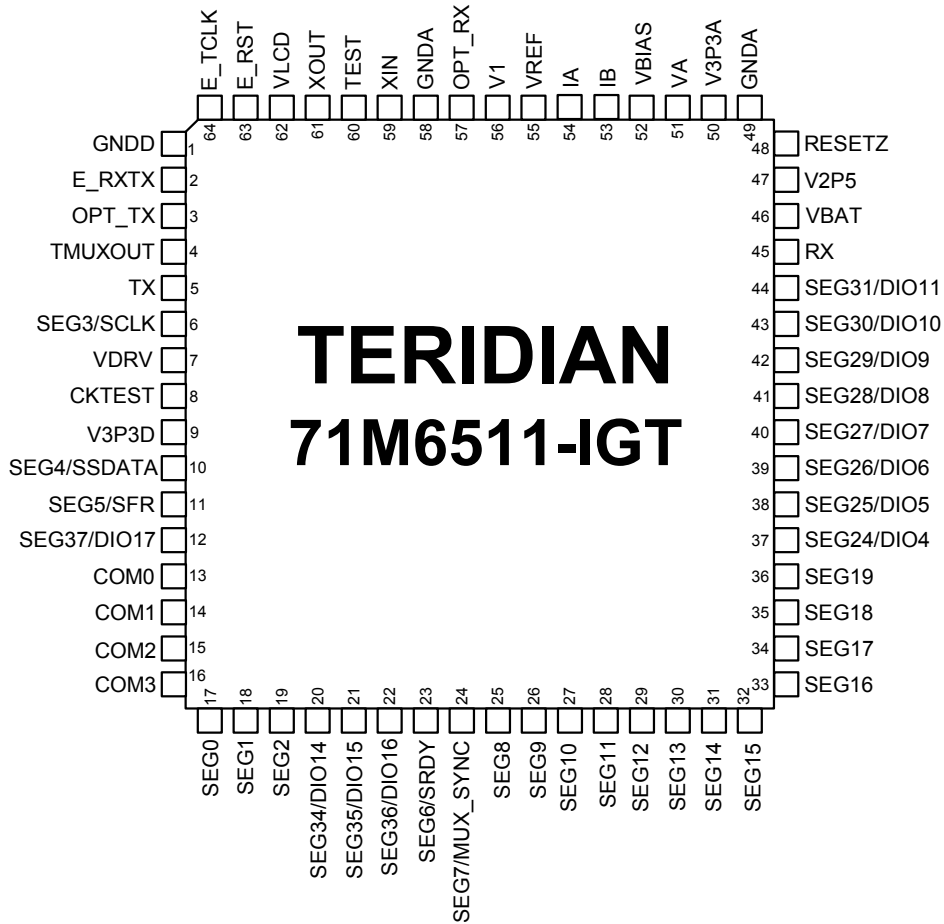 E_TCLK
E_RST
VLCD
XOUT
TEST
XIN
GNDA
OPT_RX
V1
VREF
IA
IB
VBIAS
VA
V3P3A
GNDA
64
63
62
61
60
59
58
57
56
55
54
53
52
51
50
49
GNDD 1
E_RXTX 2
OPT_TX 3
TMUXOUT 4
TX 5
SEG3/SCLK 6
VDRV 7
CKTEST 8
V3P3D 9
SEG4/SSDATA 10
SEG5/SFR 11
SEG37/DIO17 12
COM0 13
COM1 14
COM2 15
COM3 16
TERIDIAN
71M6511-IGT
48 RESETZ
47 V2P5
46 VBAT
45 RX
44 SEG31/DIO11
43 SEG30/DIO10
42 SEG29/DIO9
41 SEG28/DIO8
40 SEG27/DIO7
39 SEG26/DIO6
38 SEG25/DIO5
37 SEG24/DIO4
36 SEG19
35 SEG18
34 SEG17
33 SEG16
17
18
19
20
21
22
23
24
25
26
27
28
29
30
31
32
SEG0
SEG1
SEG2
SEG34/DIO14
SEG35/DIO15
SEG36/DIO16
SEG6/SRDY
SEG7/MUX_SYNC
SEG8
SEG9
SEG10
SEG11
SEG12
SEG13
SEG14
SEG15